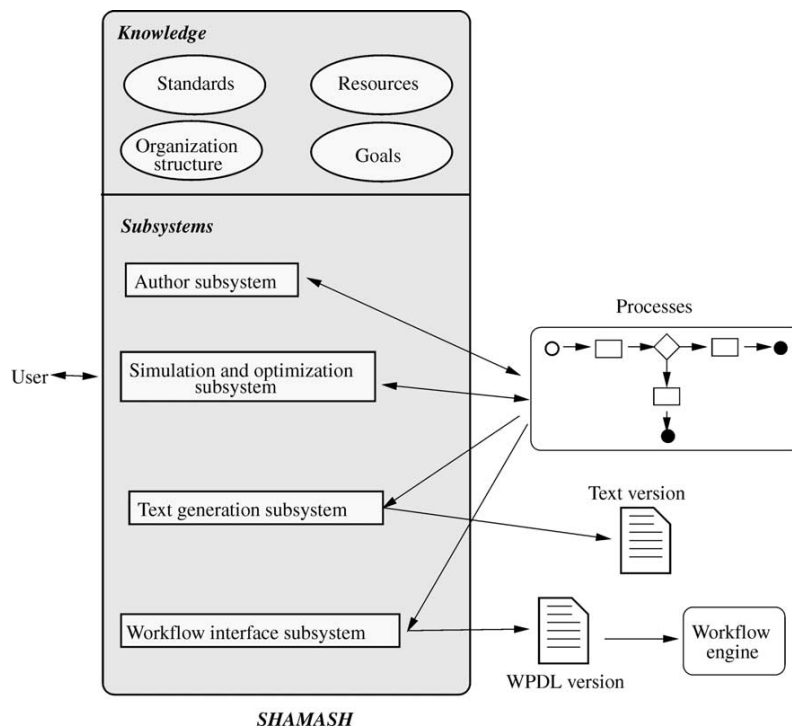 Knowledge
Standards
Resources
Organization
structure
Goals
Subsystems
Author subsystem
Processes
User
Simulation and optimization
subsystem
Text generation subsystem
Text version
Workflow interface subsystem
Workflow
engine
WPDL version
SHAMASH